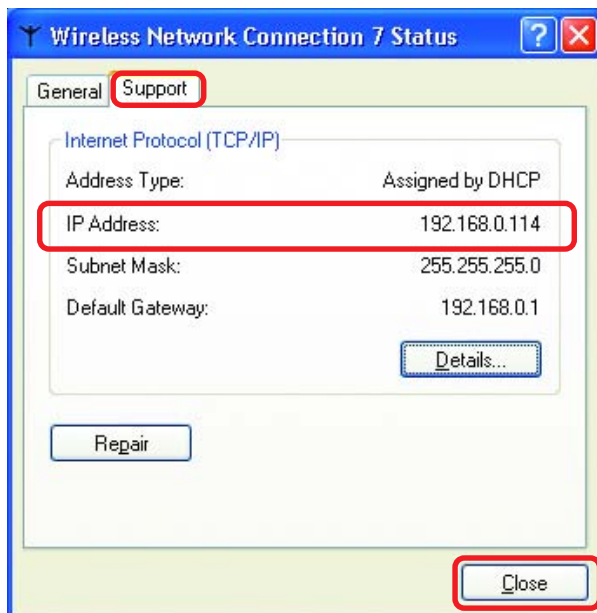 Wireless Network Connection 7 Status
General Support
Internet Protocol (TCP/IP)
Address Type: Assigned by DHCP
IP Address: 192.168.0.114
Subnet Mask: 255.255.255.0
Default Gateway: 192.168.0.1
Details...
Repair
Close